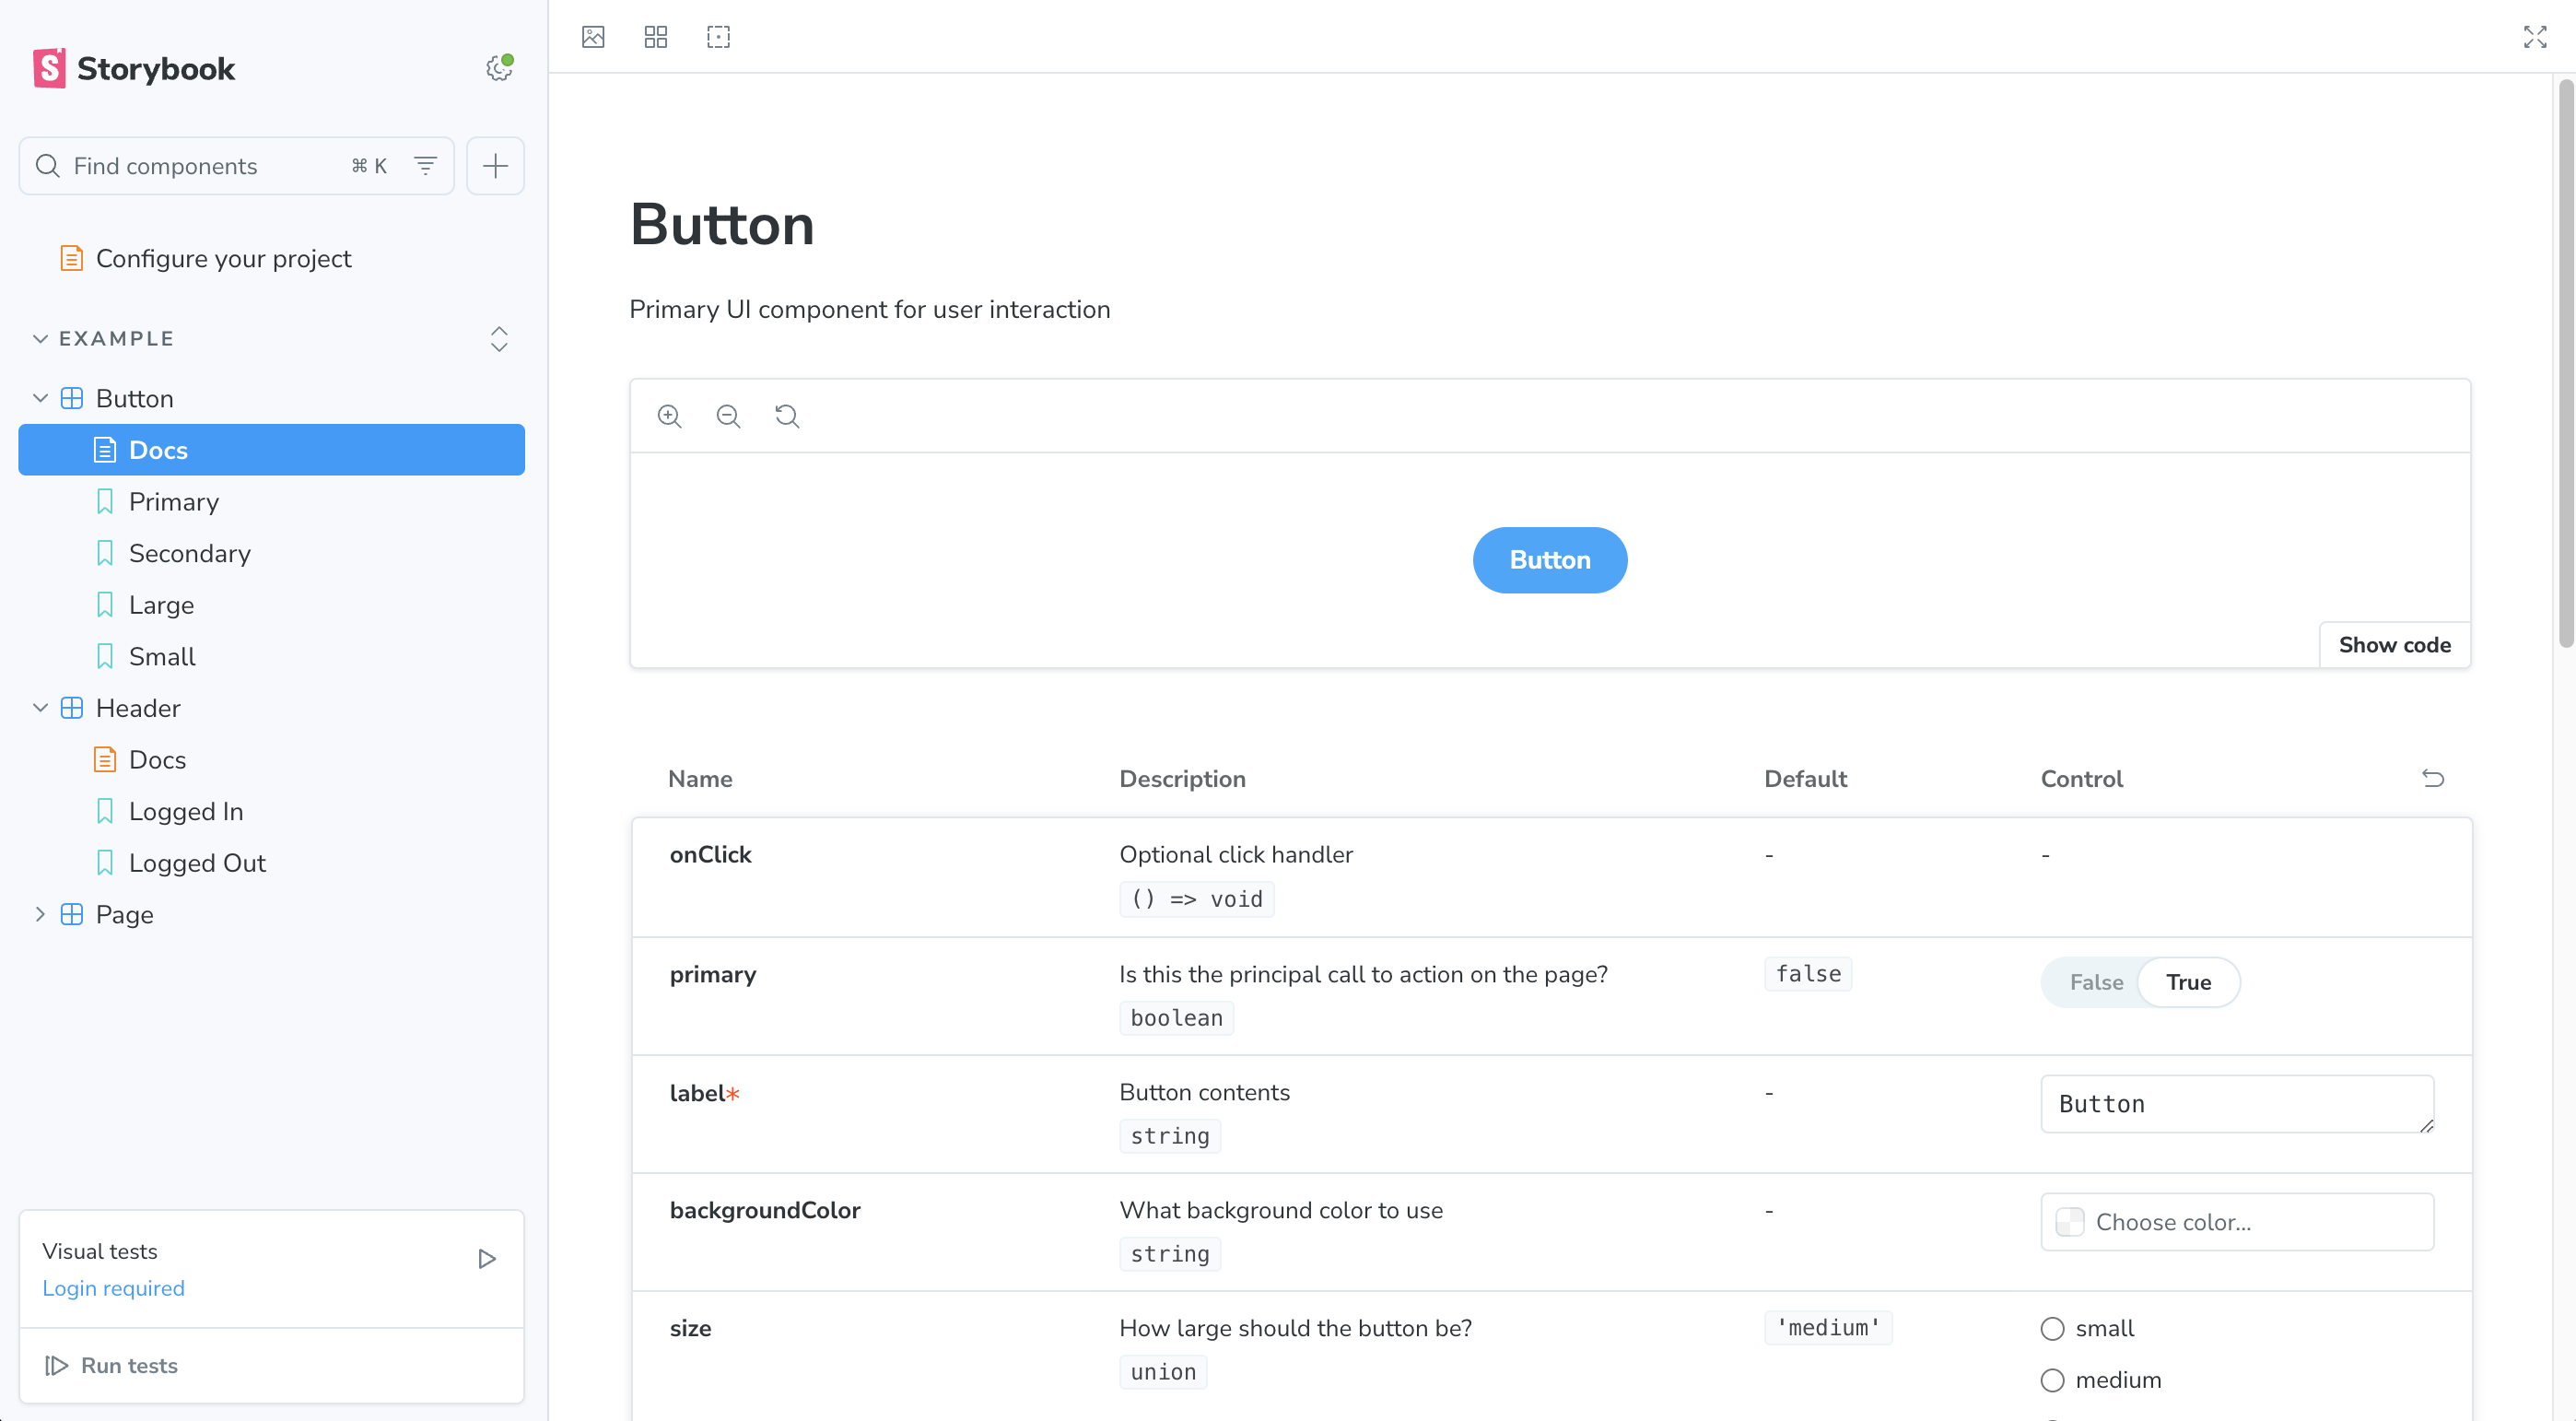 Storybook
Find components ⌘ K
Configure your project
EXAMPLE
Button
Docs
Primary
Secondary
Large
Small
Header
Docs
Logged In
Logged Out
Page
Visual tests
Login required
Run tests
Button
Primary UI component for user interaction
Button
Show code
Name Description Default Control
onClick Optional click handler - -
() => void
primary Is this the principal call to action on the page? false False True
boolean
label* Button contents - Button
string
backgroundColor What background color to use - Choose color...
string
size How large should the button be? 'medium' small
union
medium